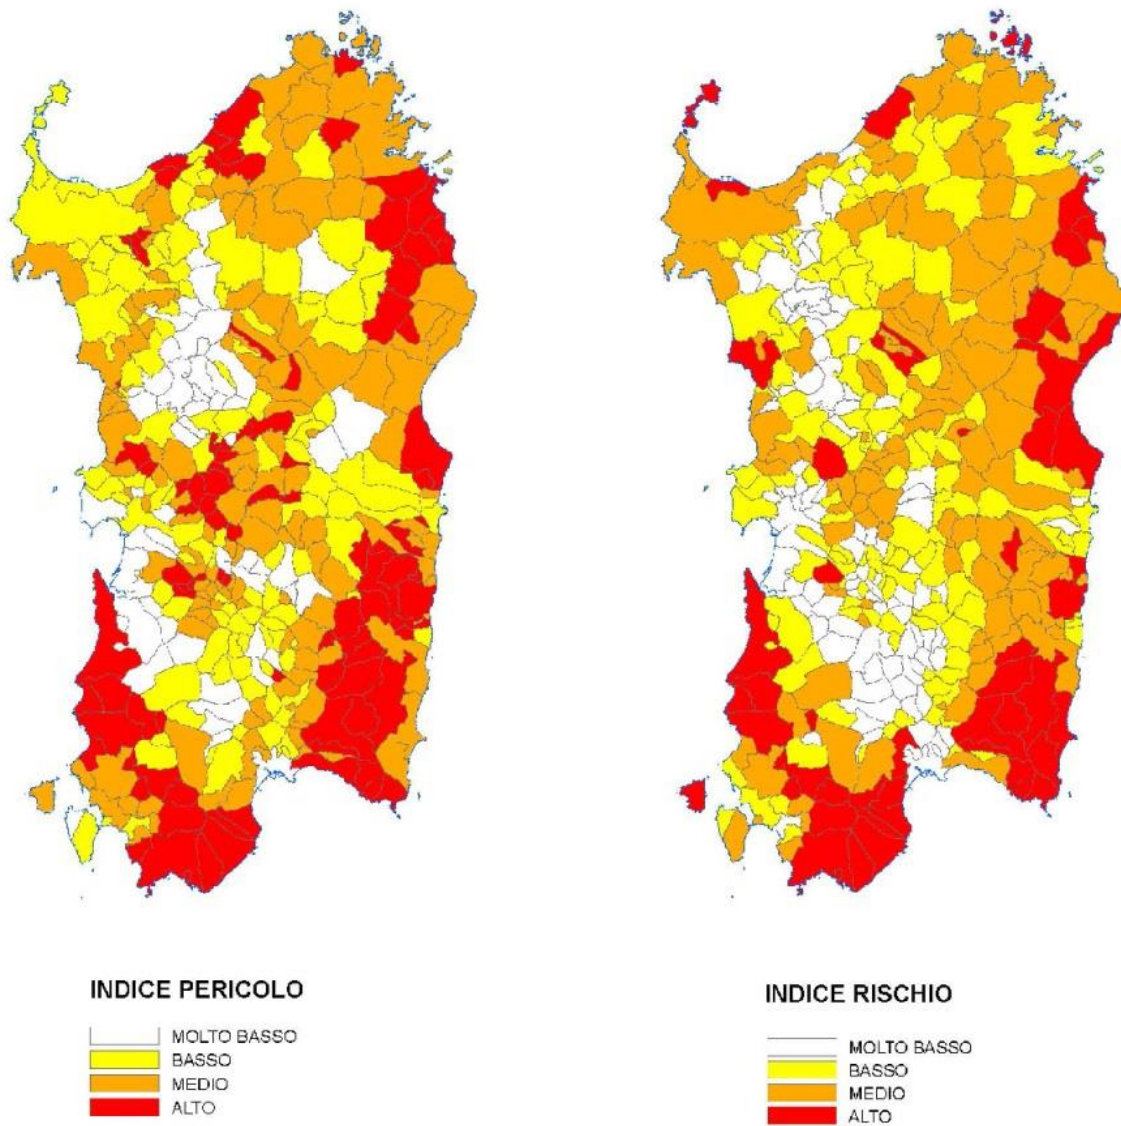 INDICE PERICOLO
MOLTO BASSO
BASSO
MEDIO
ALTO
INDICE RISCHIO
MOLTO BASSO
BASSO
MEDIO
ALTO